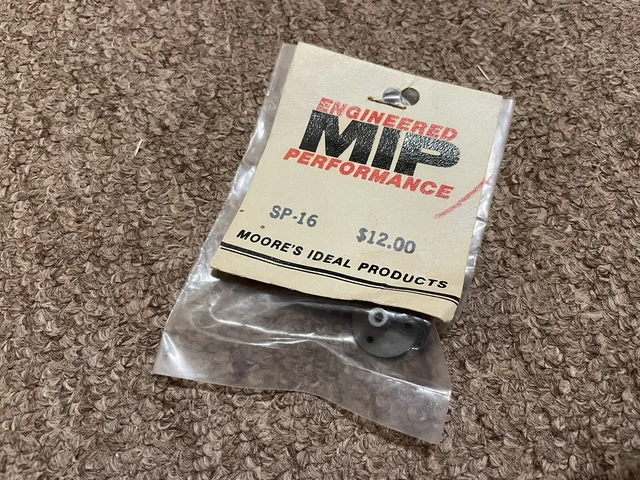 ENGINEERED
MIP
PERFORMANCE
SP-16 $12.00
MOORE'S IDEAL PRODUCTS